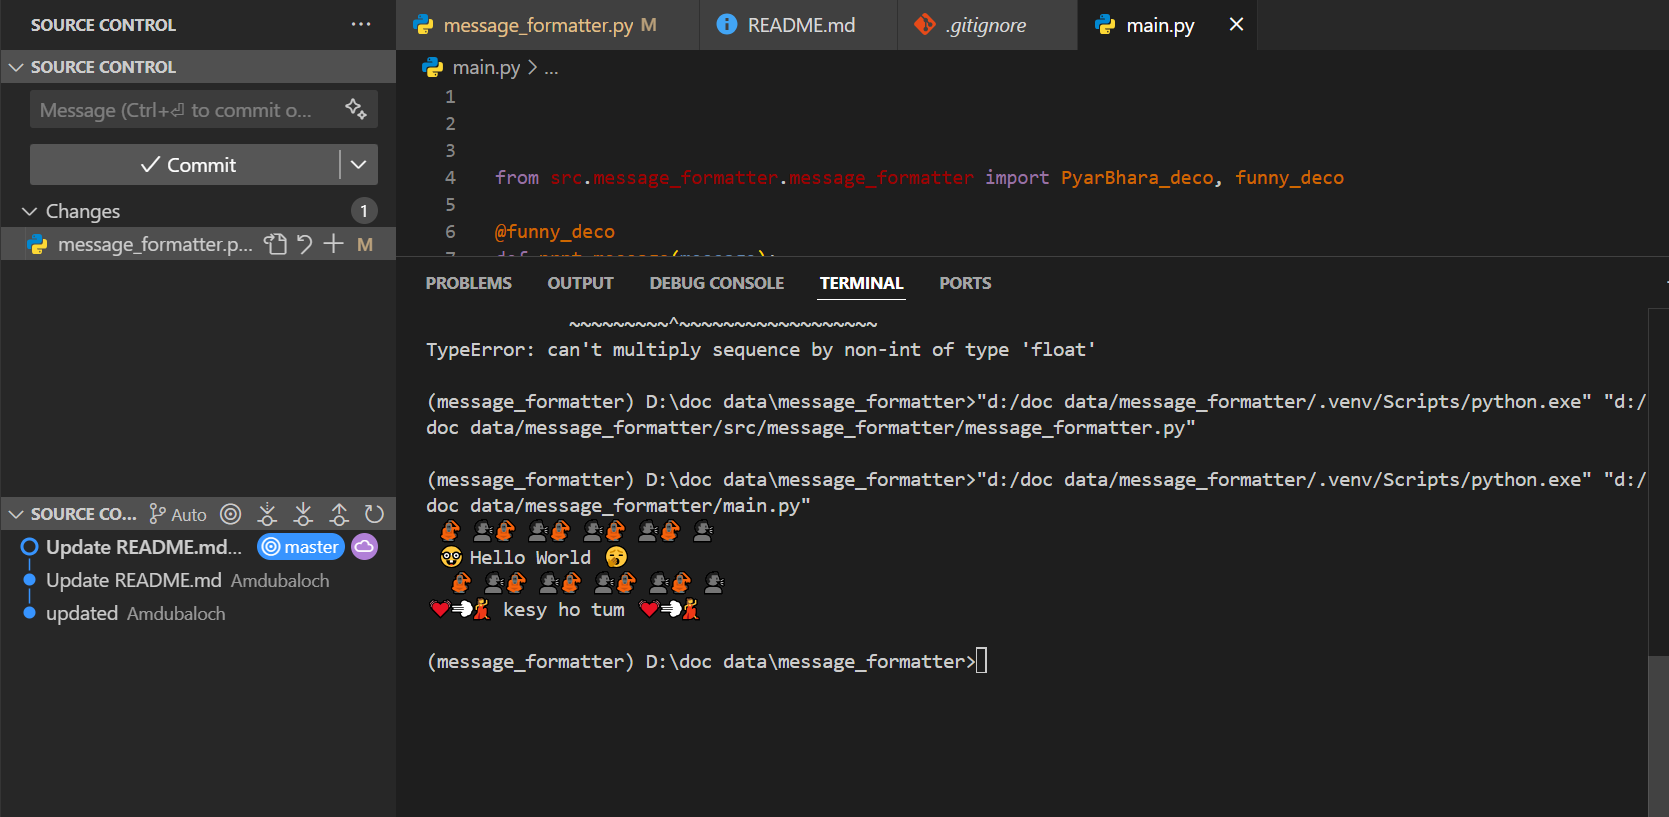 SOURCE CONTROL
SOURCE CONTROL
Message (Ctrl+⏎ to commit o...
Commit
Changes 1
message_formatter.p... M
SOURCE CO... Auto
Update README.md... master
Update README.md Amdubaloch
updated Amdubaloch
message_formatter.py M README.md .gitignore main.py
main.py > ...
1
2
3
4 from src.message_formatter.message_formatter import PyarBhara_deco, funny_deco
5
6 @funny_deco
7
PROBLEMS OUTPUT DEBUG CONSOLE TERMINAL PORTS
~~~~~~~~~^~~~~~~~~~~~~~~~~~~
TypeError: can't multiply sequence by non-int of type 'float'
(message_formatter) D:\doc data\message_formatter>"d:/doc data/message_formatter/.venv/Scripts/python.exe" "d:/
doc data/message_formatter/src/message_formatter/message_formatter.py"
(message_formatter) D:\doc data\message_formatter>"d:/doc data/message_formatter/.venv/Scripts/python.exe" "d:/
doc data/message_formatter/main.py"
Hello World
kesy ho tum
(message_formatter) D:\doc data\message_formatter>